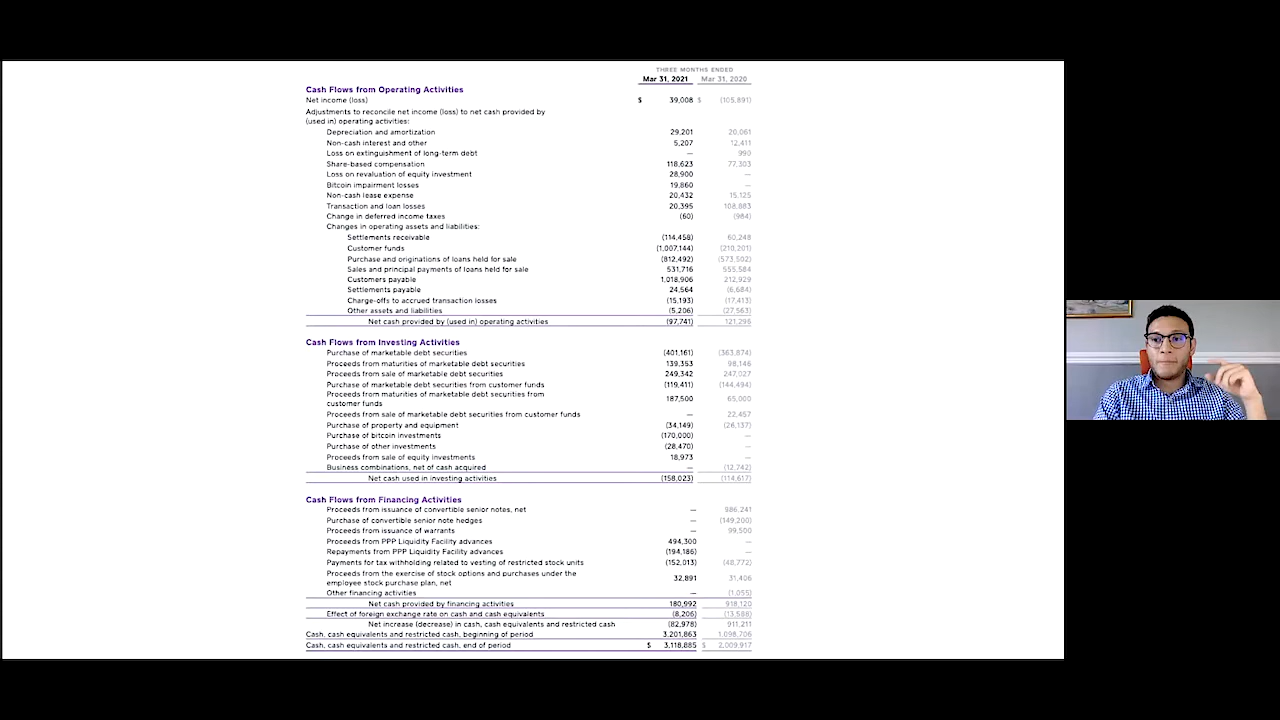 THREE MONTHS ENDED
Mar 31, 2021 Mar 31, 2020
Cash Flows from Operating Activities
Net income (loss) $ 39,008 $ (105,891)
Adjustments to reconcile net income (loss) to net cash provided by
(used in) operating activities:
Depreciation and amortization 29,201 20,061
Non-cash interest and other 5,207 12,411
Loss on extinguishment of long-term debt — 990
Share-based compensation 118,623 77,303
Loss on revaluation of equity investment 28,900 —
Bitcoin impairment losses 19,860 —
Non-cash lease expense 20,432 15,125
Transaction and loan losses 20,395 108,883
Change in deferred income taxes (60) (984)
Changes in operating assets and liabilities:
Settlements receivable (114,458) 60,248
Customer funds (1,007,144) (210,201)
Purchase and originations of loans held for sale (812,492) (573,502)
Sales and principal payments of loans held for sale 531,716 555,584
Customers payable 1,018,906 212,929
Settlements payable 24,564 (6,684)
Charge-offs to accrued transaction losses (15,193) (17,413)
Other assets and liabilities (5,206) (27,563)
Net cash provided by (used in) operating activities (97,741) 121,296
Cash Flows from Investing Activities
Purchase of marketable debt securities (401,161) (363,874)
Proceeds from maturities of marketable debt securities 139,353 98,146
Proceeds from sale of marketable debt securities 249,342 247,027
Purchase of marketable debt securities from customer funds (119,411) (144,494)
Proceeds from maturities of marketable debt securities from
customer funds 187,500 65,000
Proceeds from sale of marketable debt securities from customer funds — 22,457
Purchase of property and equipment (34,149) (26,137)
Purchase of bitcoin investments (170,000) —
Purchase of other investments (28,470) —
Proceeds from sale of equity investments 18,973 —
Business combinations, net of cash acquired — (12,742)
Net cash used in investing activities (158,023) (114,617)
Cash Flows from Financing Activities
Proceeds from issuance of convertible senior notes, net — 986,241
Purchase of convertible senior note hedges — (149,200)
Proceeds from issuance of warrants — 99,500
Proceeds from PPP Liquidity Facility advances 494,300 —
Repayments from PPP Liquidity Facility advances (194,186) —
Payments for tax withholding related to vesting of restricted stock units (152,013) (48,772)
Proceeds from the exercise of stock options and purchases under the
employee stock purchase plan, net 32,891 31,406
Other financing activities — (1,055)
Net cash provided by financing activities 180,992 918,120
Effect of foreign exchange rate on cash and cash equivalents (8,206) (13,588)
Net increase (decrease) in cash, cash equivalents and restricted cash (82,978) 911,211
Cash, cash equivalents and restricted cash, beginning of period 3,201,863 1,098,706
Cash, cash equivalents and restricted cash, end of period $ 3,118,885 $ 2,009,917